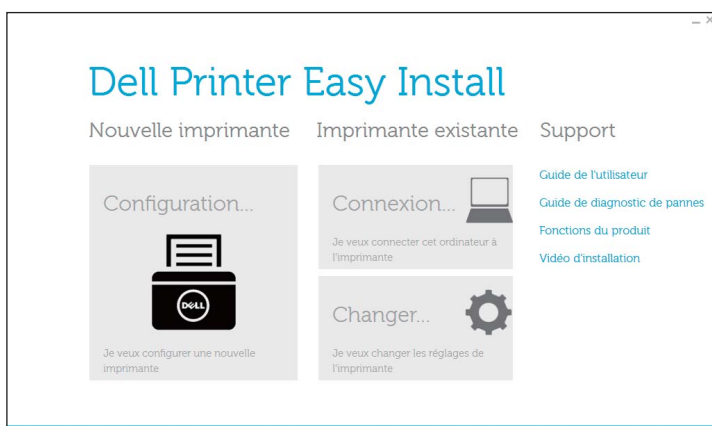 Dell Printer Easy Install
Nouvelle imprimante
Imprimante existante
Support
Configuration...
DELL
Je veux configurer une nouvelle
imprimante
Connexion...
Je veux connecter cet ordinateur à
l'imprimante
Changer...
Je veux changer les réglages de
l'imprimante
Guide de l'utilisateur
Guide de diagnostic de pannes
Fonctions du produit
Vidéo d'installation